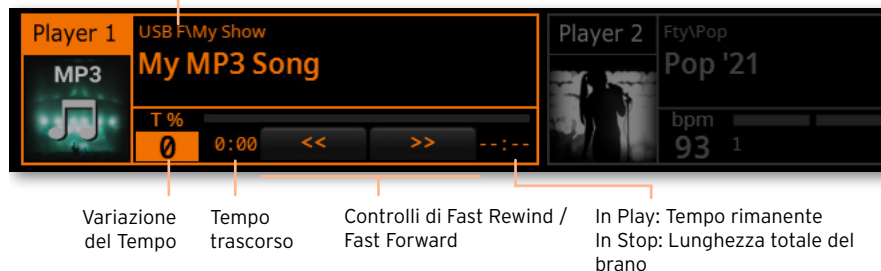 Player 1
USB F\My Show
MP3
My MP3 Song
T %
0
0:00
<<
>>
--:--
Player 2
Fty\Pop
Pop '21
bpm
93
1
Variazione
del Tempo
Tempo
trascorso
Controlli di Fast Rewind /
Fast Forward
In Play: Tempo rimanente
In Stop: Lunghezza totale del
brano